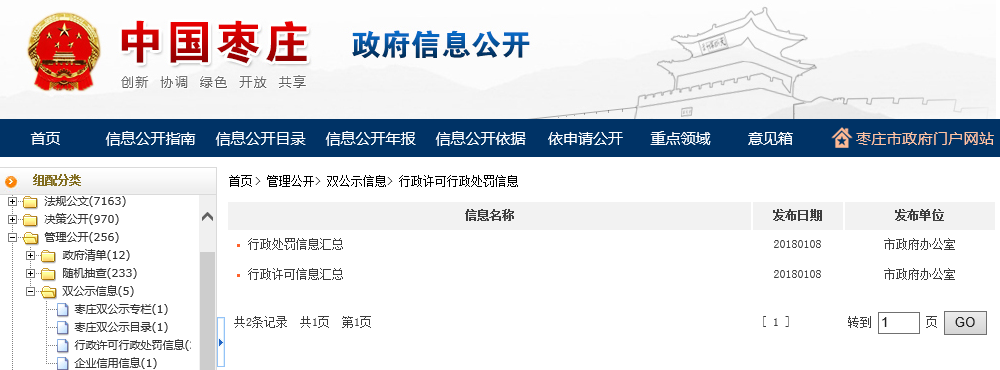 中国枣庄
政府信息公开
创新 协调 绿色 开放 共享
首页 信息公开指南 信息公开目录 信息公开年报 信息公开依据 依申请公开 重点领域 意见箱 枣庄市政府门户网站
组配分类
法规公文(7163)
决策公开(970)
管理公开(256)
政府清单(12)
随机抽查(233)
双公示信息(5)
枣庄双公示专栏(1)
枣庄双公示目录(1)
行政许可行政处罚信息(
企业信用信息(1)
首页> 管理公开> 双公示信息> 行政许可行政处罚信息
信息名称 发布日期 发布单位
行政处罚信息汇总 20180108 市政府办公室
行政许可信息汇总 20180108 市政府办公室
共2条记录 共1页 第1页 [ 1 ] 转到 1 页 GO